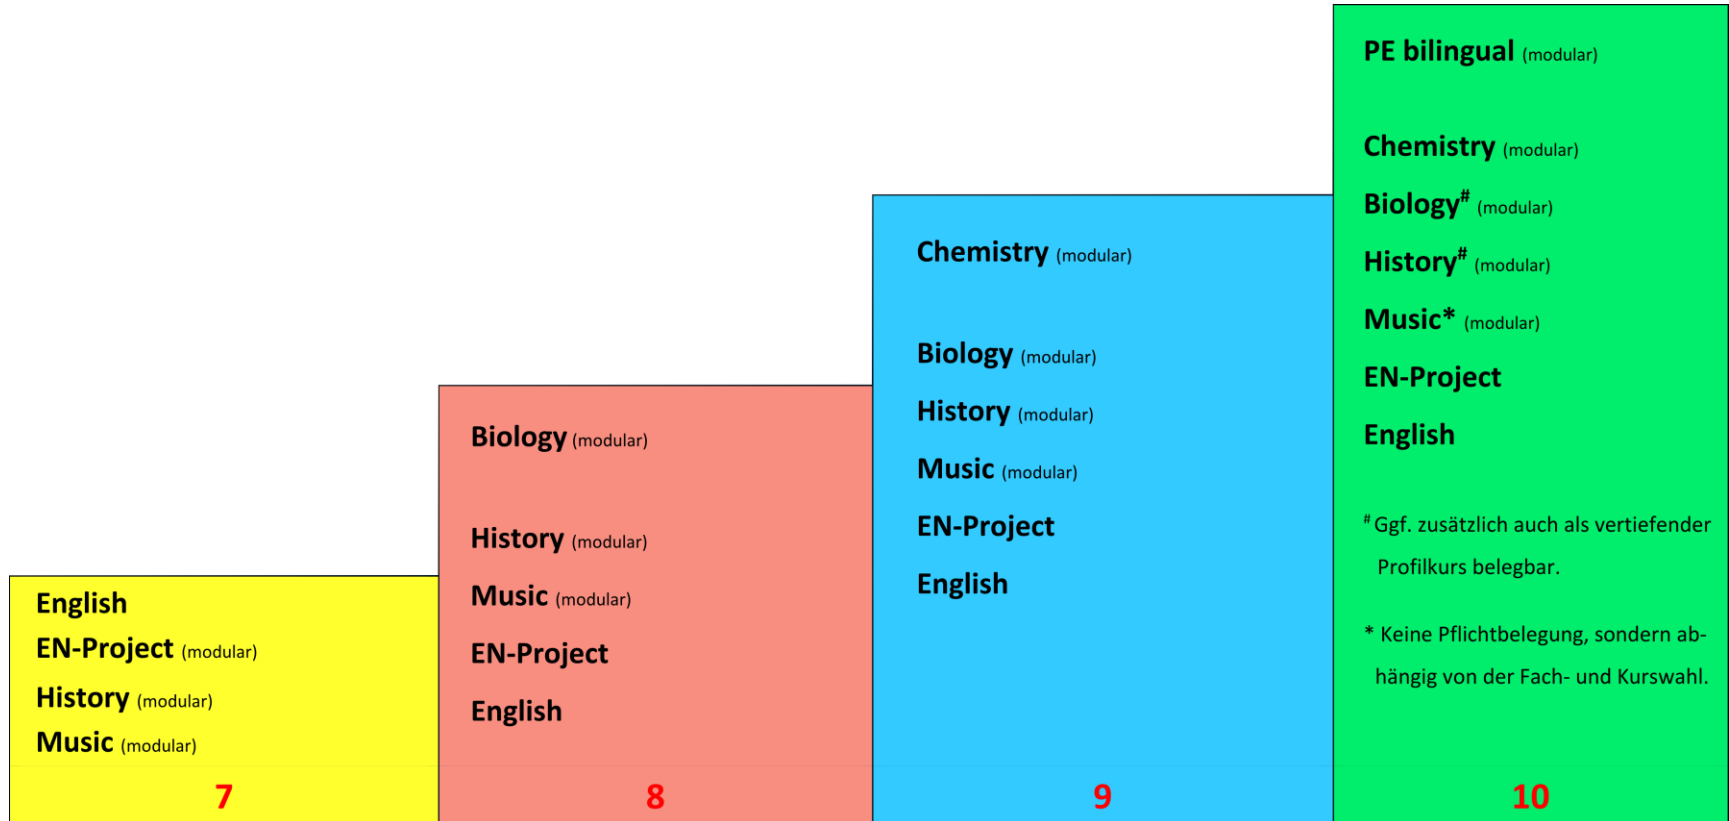 English
EN-Project (modular)
History (modular)
Music (modular)
7
Biology (modular)
History (modular)
Music (modular)
EN-Project
English
8
Chemistry (modular)
Biology (modular)
History (modular)
Music (modular)
EN-Project
English
9
PE bilingual (modular)
Chemistry (modular)
Biology# (modular)
History# (modular)
Music* (modular)
EN-Project
English
# Ggf. zusätzlich auch als vertiefender
Profilkurs belegbar.
* Keine Pflichtbelegung, sondern ab-
hängig von der Fach- und Kurswahl.
10